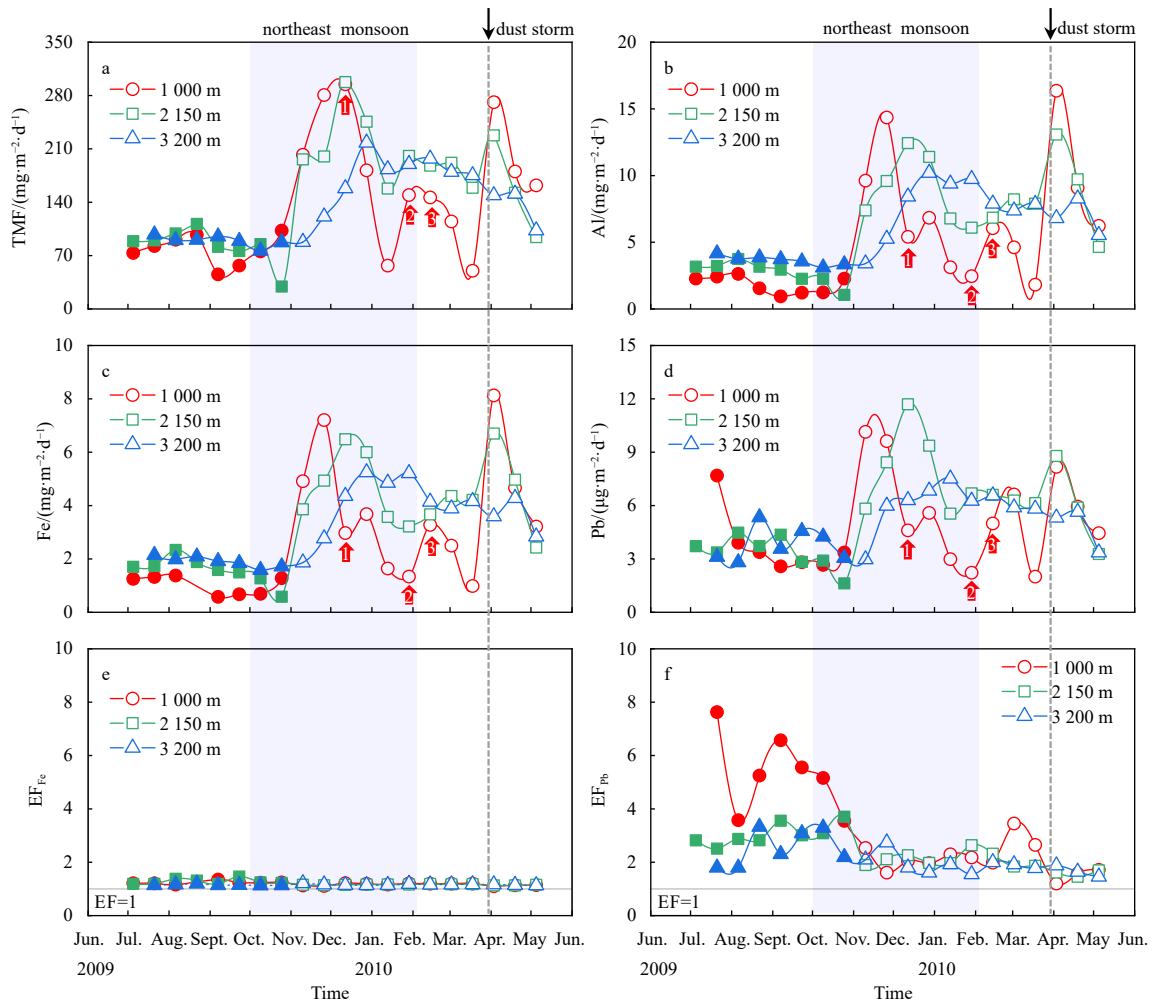 northeast monsoon dust storm northeast monsoon dust storm
350
280
210
140
70
0
TMF/(mg·m⁻²·d⁻¹)
a
1 000 m
2 150 m
3 200 m
2
3
20
15
10
5
0
Al/(mg·m⁻²·d⁻¹)
b
1 000 m
2 150 m
3 200 m
2
3
10
8
6
4
2
0
Fe/(mg·m⁻²·d⁻¹)
c
1 000 m
2 150 m
3 200 m
2
3
15
12
9
6
3
0
Pb/(μg·m⁻²·d⁻¹)
d
1 000 m
2 150 m
3 200 m
2
3
10
8
6
4
2
0
EF_Fe
e
1 000 m
2 150 m
3 200 m
EF=1
10
8
6
4
2
0
EF_Pb
f
1 000 m
2 150 m
3 200 m
EF=1
Jun. Jul. Aug. Sept. Oct. Nov. Dec. Jan. Feb. Mar. Apr. Jun.
2009 2010
Time
Jun. Jul. Aug. Sept. Oct. Nov. Dec. Jan. Feb. Mar. Apr. May Jun.
2009 2010
Time